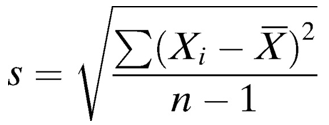 s = √(∑(Xᵢ − X̅)² / (n − 1))